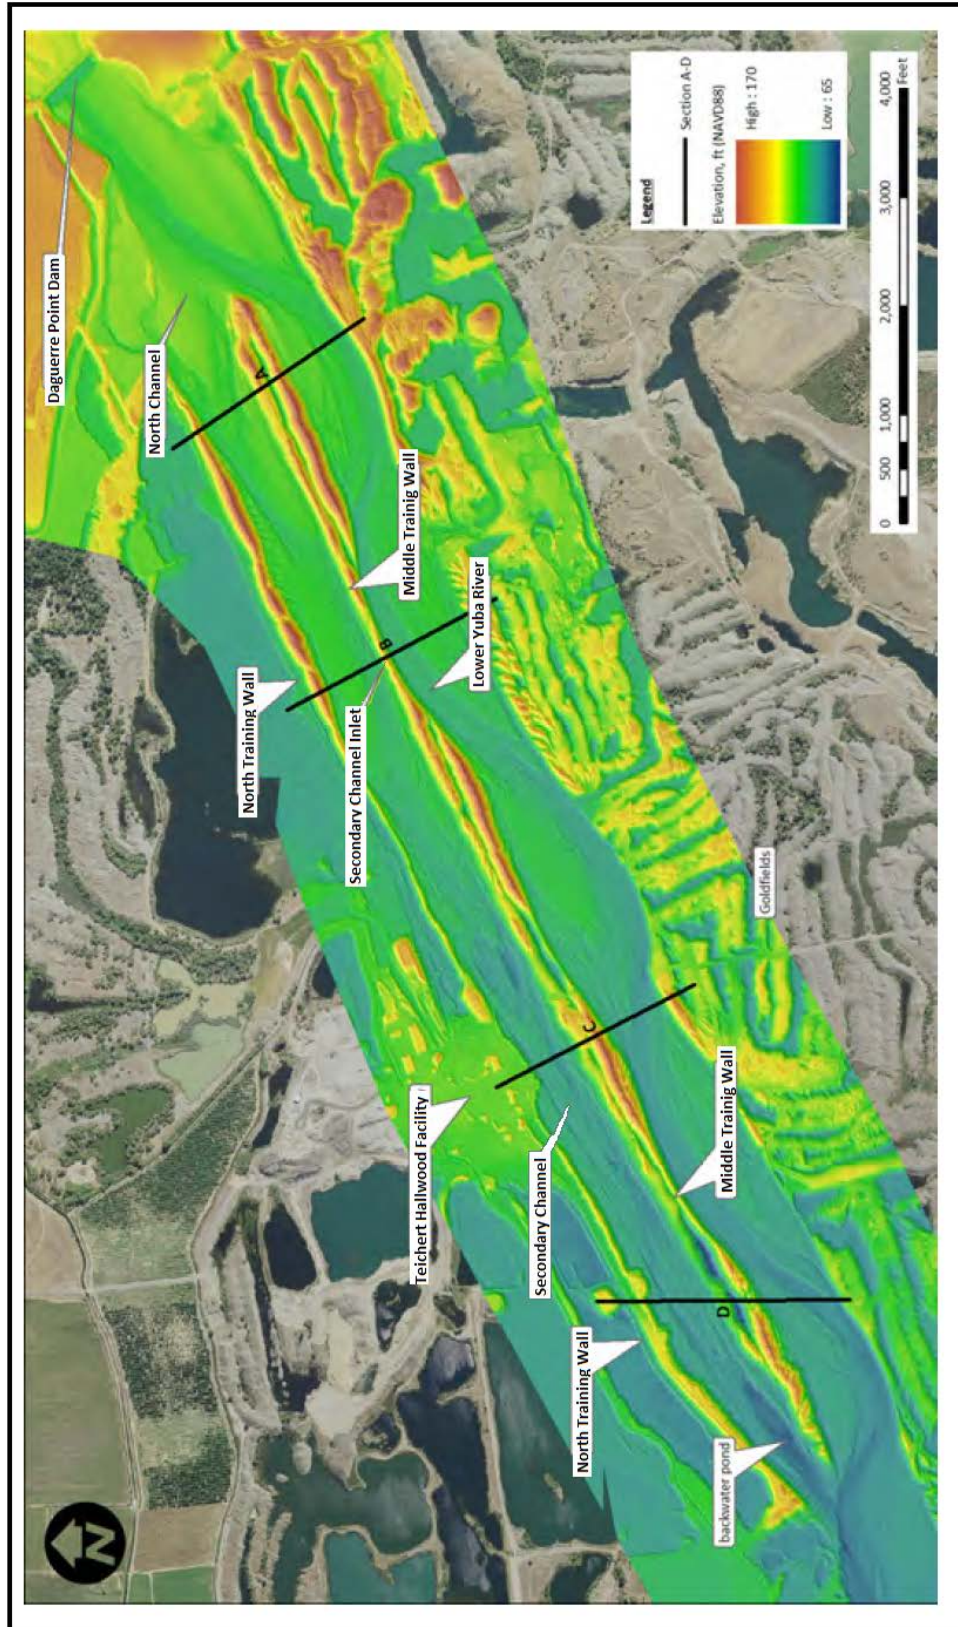 Daguerre Point Dam
North Channel
A
Middle Trainig Wall
North Training Wall
B
Lower Yuba River
Secondary Channel Inlet
Goldfields
C
Teichert Hallwood Facility
Secondary Channel
Middle Trainig Wall
D
North Training Wall
backwater pond
N
Legend
Section A-D
Elevation, ft (NAVD88)
High : 170
Low : 65
0 500 1,000 2,000 3,000 4,000
Feet